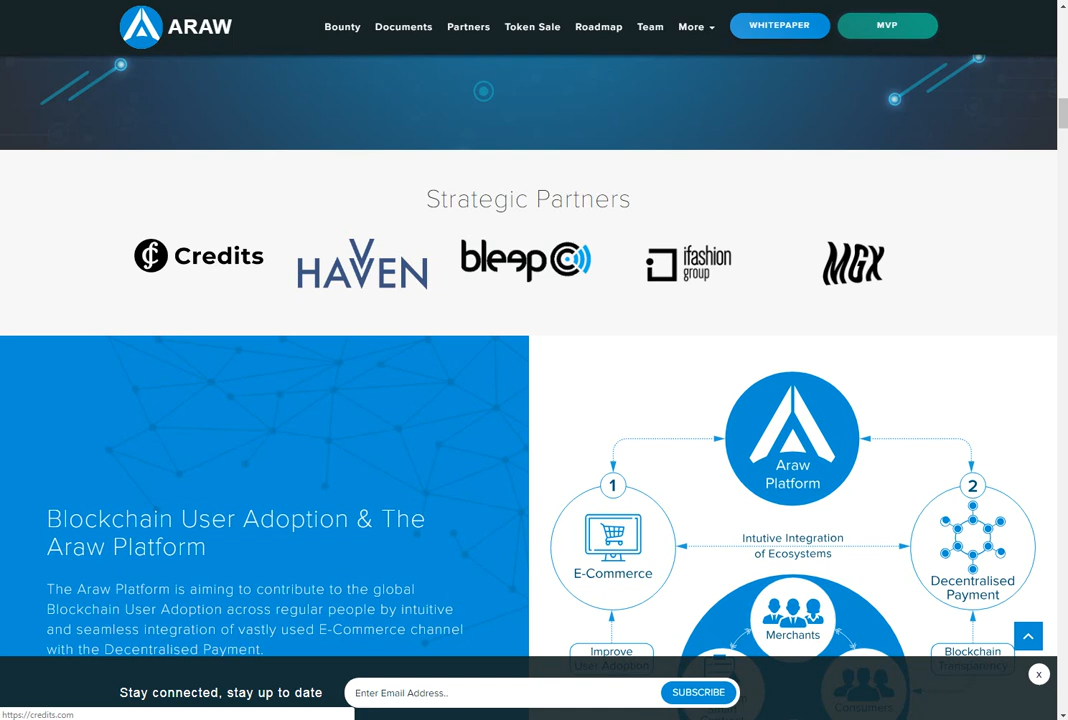 ARAW
Bounty Documents Partners Token Sale Roadmap Team More WHITEPAPER MVP
Strategic Partners
Credits
HAVEN
bleep
ifashion
group
MGX
Araw
Platform
1
2
E-Commerce
Intutive Integration
of Ecosystems
Decentralised
Payment
Blockchain User Adoption & The
Araw Platform
The Araw Platform is aiming to contribute to the global
Blockchain User Adoption across regular people by intuitive
and seamless integration of vastly used E-Commerce channel
with the Decentralised Payment.
Merchants
Improve
User Adoption
Blockchain
Transparency
Consumers
Stay connected, stay up to date
Enter Email Address..
SUBSCRIBE
x
https://credits.com